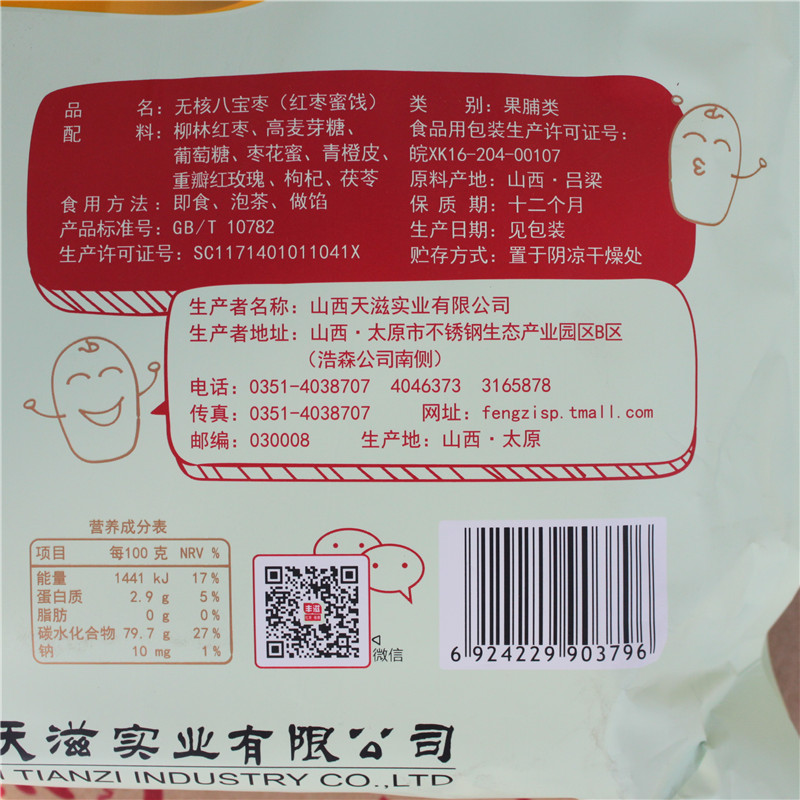 品　　名：无核八宝枣（红枣蜜饯）
配　　料：柳林红枣、高麦芽糖、
葡萄糖、枣花蜜、青橙皮、
重瓣红玫瑰、枸杞、茯苓
食用方法：即食、泡茶、做馅
产品标准号：GB/T 10782
生产许可证号：SC1171401011041X
类　　别：果脯类
食品用包装生产许可证号：
皖XK16-204-00107
原料产地：山西·吕梁
保 质 期：十二个月
生产日期：见包装
贮存方式：置于阴凉干燥处
生产者名称：山西天滋实业有限公司
生产者地址：山西·太原市不锈钢生态产业园区B区
（浩森公司南侧）
电话：0351-4038707 4046373 3165878
传真：0351-4038707 网址：fengzisp.tmall.com
邮编：030008 生产地：山西·太原
营养成分表
项目 每100 克 NRV %
能量 1441 kJ 17%
蛋白质 2.9 g 5%
脂肪 0 g 0%
碳水化合物 79.7 g 27%
钠 10 mg 1%
丰滋
微信
6 924229 903796
天滋实业有限公司
TIANZI INDUSTRY CO.,LTD